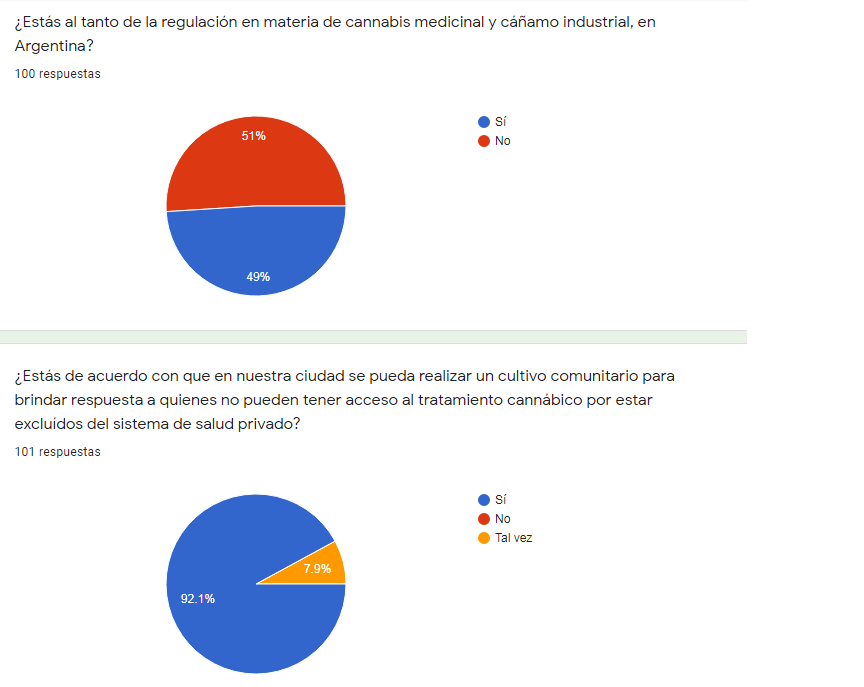 ¿Estás al tanto de la regulación en materia de cannabis medicinal y cáñamo industrial, en
Argentina?
100 respuestas
51%
49%
Sí
No
¿Estás de acuerdo con que en nuestra ciudad se pueda realizar un cultivo comunitario para
brindar respuesta a quienes no pueden tener acceso al tratamiento cannábico por estar
excluídos del sistema de salud privado?
101 respuestas
92.1%
7.9%
Sí
No
Tal vez